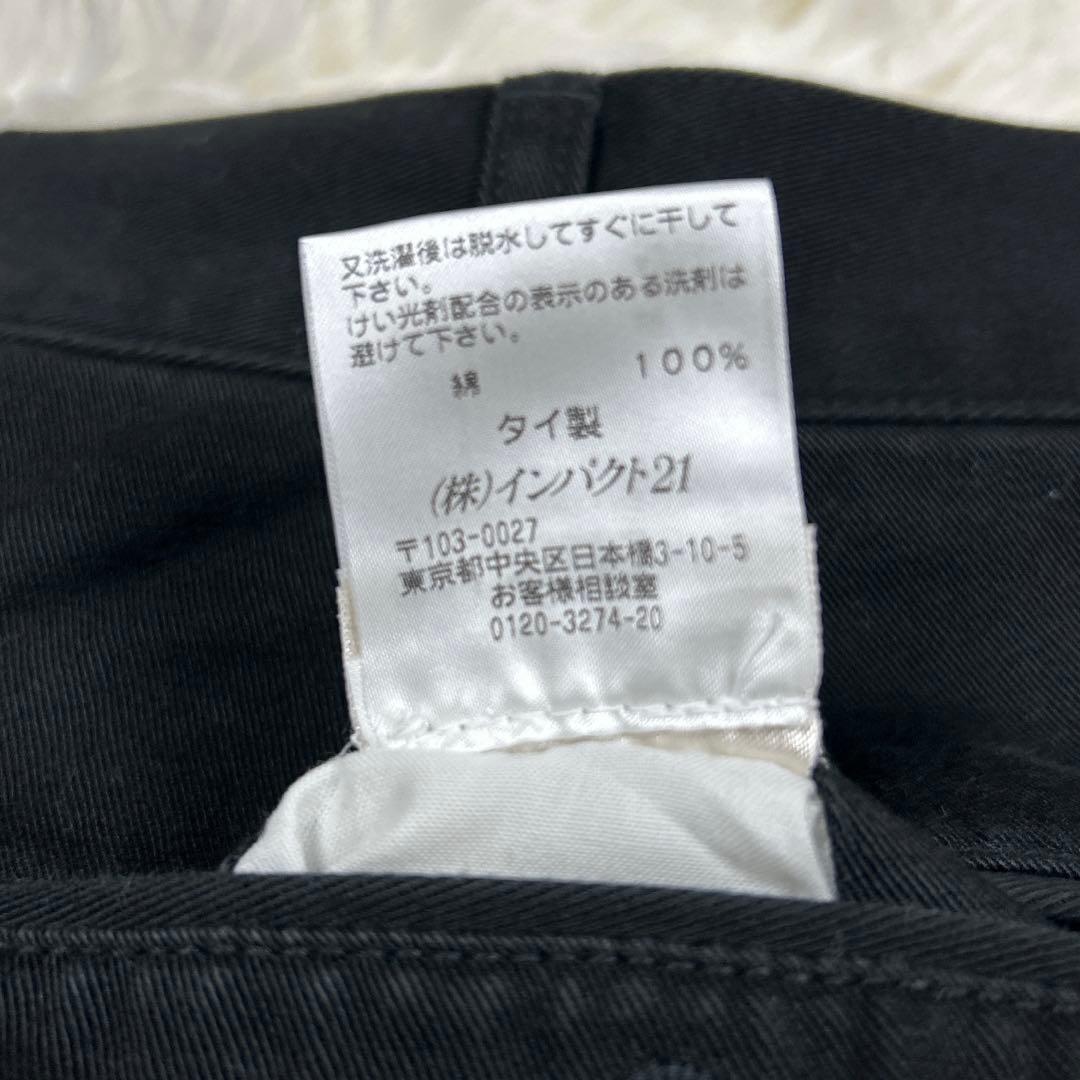 又洗濯後は脱水してすぐに干して
下さい。
けい光剤配合の表示のある洗剤は
避けて下さい。
綿 100%
タイ製
(株)インパクト21
〒103-0027
東京都中央区日本橋3-10-5
お客様相談室
0120-3274-20